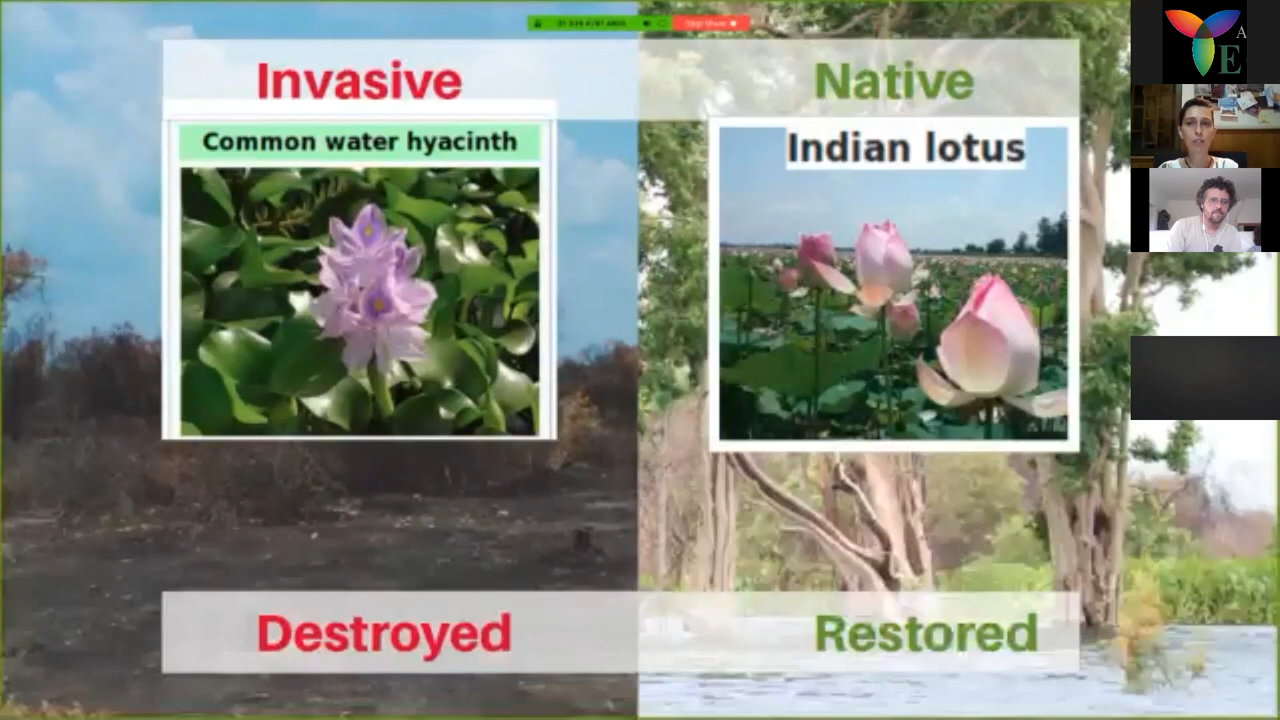 Invasive
Native
Common water hyacinth
Indian lotus
Destroyed
Restored
A
E